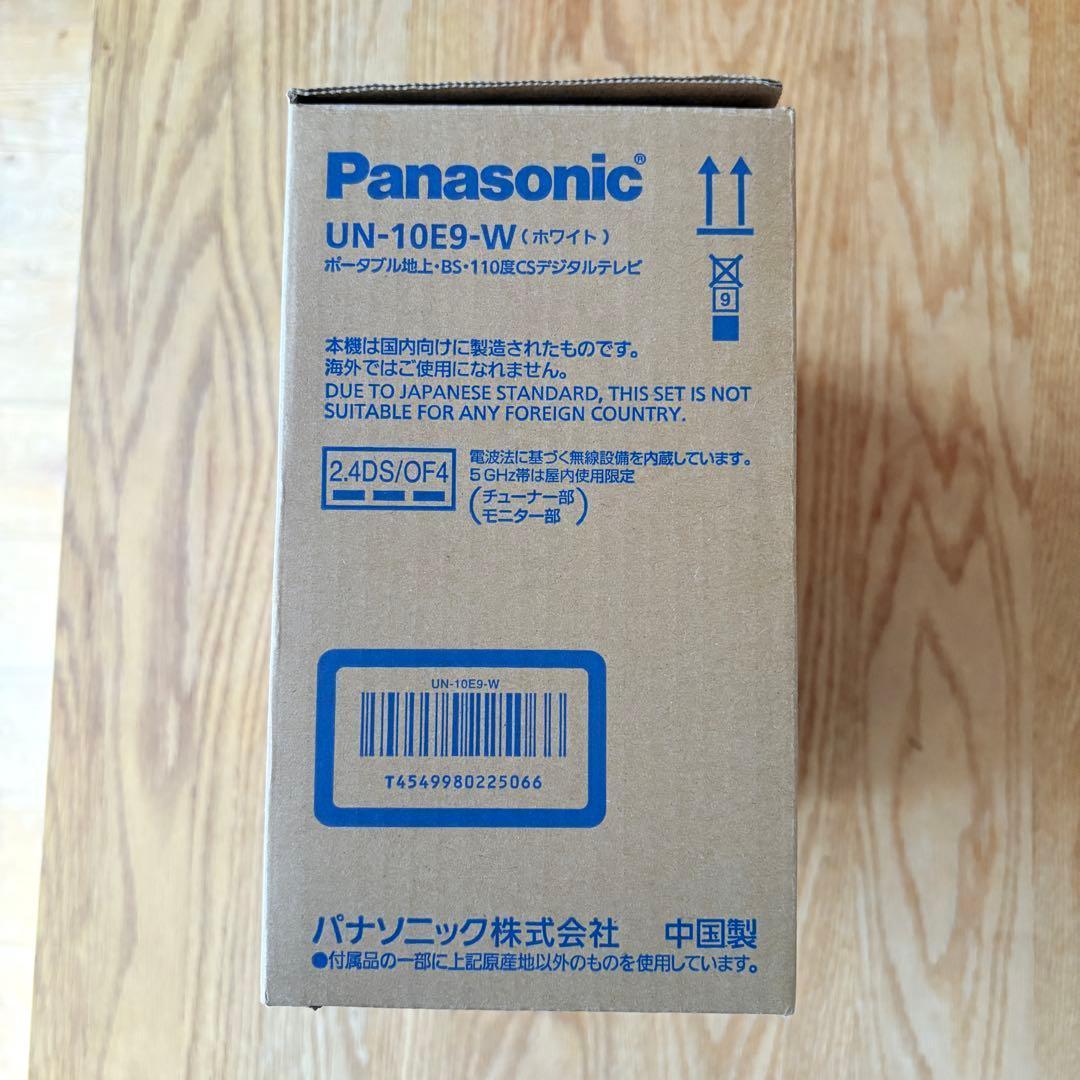 Panasonic®
UN-10E9-W（ホワイト）
ポータブル地上・BS・110度CSデジタルテレビ
9
本機は国内向けに製造されたものです。
海外ではご使用になれません。
DUE TO JAPANESE STANDARD, THIS SET IS NOT
SUITABLE FOR ANY FOREIGN COUNTRY.
2.4DS/OF4
電波法に基づく無線設備を内蔵しています。
5GHz帯は屋内使用限定
（チューナー部
モニター部）
UN-10E9-W
T4549980225066
パナソニック株式会社 中国製
●付属品の一部に上記原産地以外のものを使用しています。